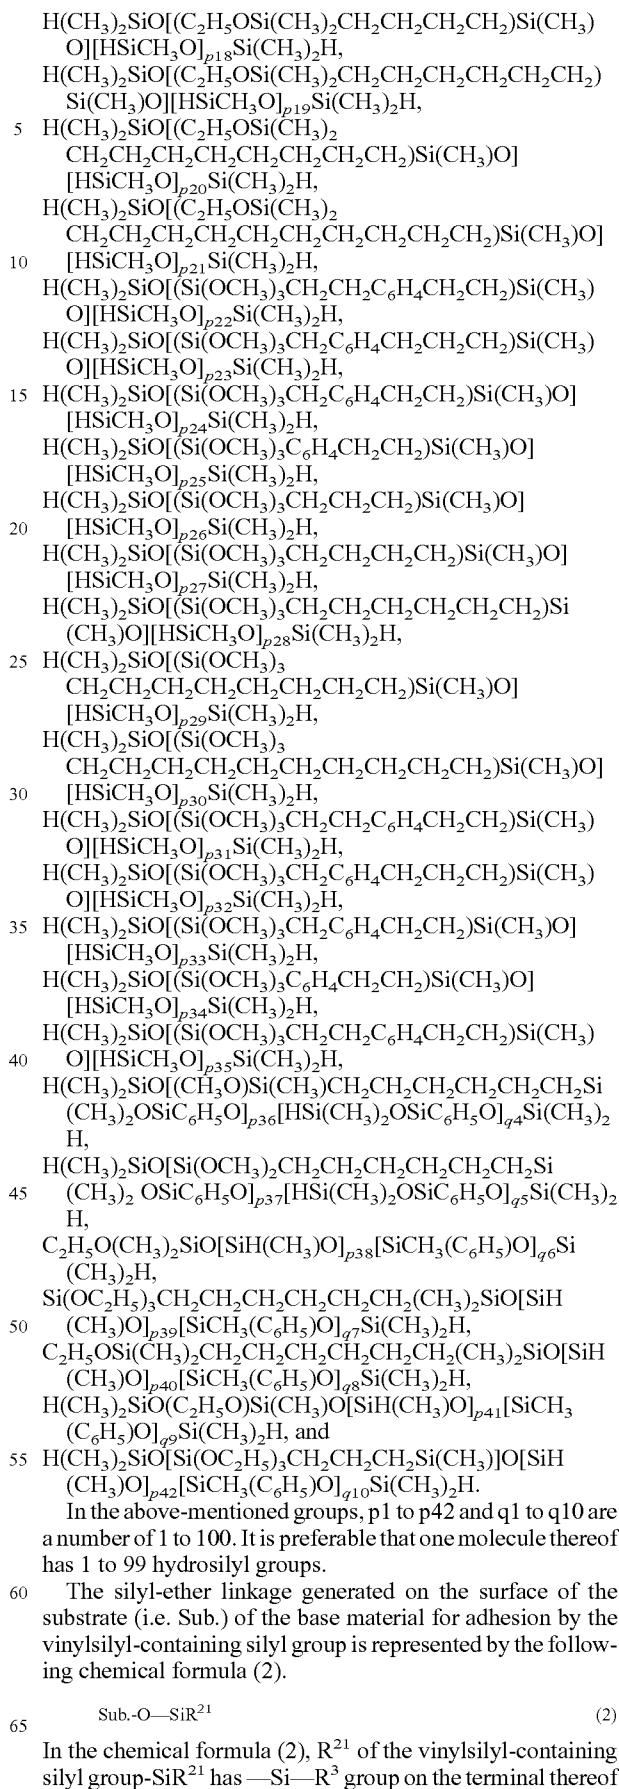 H(CH₃)₂SiO[(C₂H₅OSi(CH₃)₂CH₂CH₂CH₂CH₂)Si(CH₃)
O][HSiCH₃O]ₚ₁₈Si(CH₃)₂H,
H(CH₃)₂SiO[(C₂H₅OSi(CH₃)₂CH₂CH₂CH₂CH₂CH₂CH₂)
Si(CH₃)O][HSiCH₃O]ₚ₁₉Si(CH₃)₂H,
5 H(CH₃)₂SiO[(C₂H₅OSi(CH₃)₂
CH₂CH₂CH₂CH₂CH₂CH₂CH₂CH₂)Si(CH₃)O]
[HSiCH₃O]ₚ₂₀Si(CH₃)₂H,
H(CH₃)₂SiO[(C₂H₅OSi(CH₃)₂
CH₂CH₂CH₂CH₂CH₂CH₂CH₂CH₂CH₂CH₂)Si(CH₃)O]
10 [HSiCH₃O]ₚ₂₁Si(CH₃)₂H,
H(CH₃)₂SiO[(Si(OCH₃)₃CH₂CH₂C₆H₄CH₂CH₂)Si(CH₃)
O][HSiCH₃O]ₚ₂₂Si(CH₃)₂H,
H(CH₃)₂SiO[(Si(OCH₃)₃CH₂C₆H₄CH₂CH₂CH₂)Si(CH₃)
O][HSiCH₃O]ₚ₂₃Si(CH₃)₂H,
15 H(CH₃)₂SiO[(Si(OCH₃)₃CH₂C₆H₄CH₂CH₂)Si(CH₃)O]
[HSiCH₃O]ₚ₂₄Si(CH₃)₂H,
H(CH₃)₂SiO[(Si(OCH₃)₃C₆H₄CH₂CH₂)Si(CH₃)O]
[HSiCH₃O]ₚ₂₅Si(CH₃)₂H,
H(CH₃)₂SiO[(Si(OCH₃)₃CH₂CH₂CH₂)Si(CH₃)O]
20 [HSiCH₃O]ₚ₂₆Si(CH₃)₂H,
H(CH₃)₂SiO[(Si(OCH₃)₃CH₂CH₂CH₂CH₂)Si(CH₃)O]
[HSiCH₃O]ₚ₂₇Si(CH₃)₂H,
H(CH₃)₂SiO[(Si(OCH₃)₃CH₂CH₂CH₂CH₂CH₂CH₂)Si
(CH₃)O][HSiCH₃O]ₚ₂₈Si(CH₃)₂H,
25 H(CH₃)₂SiO[(Si(OCH₃)₃
CH₂CH₂CH₂CH₂CH₂CH₂CH₂CH₂)Si(CH₃)O]
[HSiCH₃O]ₚ₂₉Si(CH₃)₂H,
H(CH₃)₂SiO[(Si(OCH₃)₃
CH₂CH₂CH₂CH₂CH₂CH₂CH₂CH₂CH₂CH₂)Si(CH₃)O]
30 [HSiCH₃O]ₚ₃₀Si(CH₃)₂H,
H(CH₃)₂SiO[(Si(OCH₃)₃CH₂CH₂C₆H₄CH₂CH₂)Si(CH₃)
O][HSiCH₃O]ₚ₃₁Si(CH₃)₂H,
H(CH₃)₂SiO[(Si(OCH₃)₃CH₂C₆H₄CH₂CH₂CH₂)Si(CH₃)
O][HSiCH₃O]ₚ₃₂Si(CH₃)₂H,
35 H(CH₃)₂SiO[(Si(OCH₃)₃CH₂C₆H₄CH₂CH₂)Si(CH₃)O]
[HSiCH₃O]ₚ₃₃Si(CH₃)₂H,
H(CH₃)₂SiO[(Si(OCH₃)₃C₆H₄CH₂CH₂)Si(CH₃)O]
[HSiCH₃O]ₚ₃₄Si(CH₃)₂H,
H(CH₃)₂SiO[(Si(OCH₃)₃CH₂CH₂C₆H₄CH₂CH₂)Si(CH₃)
40 O][HSiCH₃O]ₚ₃₅Si(CH₃)₂H,
H(CH₃)₂SiO[(CH₃O)Si(CH₃)CH₂CH₂CH₂CH₂CH₂CH₂Si
(CH₃)₂OSiC₆H₅O]ₚ₃₆[HSi(CH₃)₂OSiC₆H₅O]q₄Si(CH₃)₂
H,
H(CH₃)₂SiO[Si(OCH₃)₂CH₂CH₂CH₂CH₂CH₂CH₂Si
45 (CH₃)₂ OSiC₆H₅O]ₚ₃₇[HSi(CH₃)₂OSiC₆H₅O]q₅Si(CH₃)₂
H,
C₂H₅O(CH₃)₂SiO[SiH(CH₃)O]ₚ₃₈[SiCH₃(C₆H₅)O]q₆Si
(CH₃)₂H,
Si(OC₂H₅)₃CH₂CH₂CH₂CH₂CH₂CH₂(CH₃)₂SiO[SiH
50 (CH₃)O]ₚ₃₉[SiCH₃(C₆H₅)O]q₇Si(CH₃)₂H,
C₂H₅OSi(CH₃)₂CH₂CH₂CH₂CH₂CH₂CH₂(CH₃)₂SiO[SiH
(CH₃)O]ₚ₄₀[SiCH₃(C₆H₅)O]q₈Si(CH₃)₂H,
H(CH₃)₂SiO(C₂H₅O)Si(CH₃)O[SiH(CH₃)O]ₚ₄₁[SiCH₃
(C₆H₅)O]q₉Si(CH₃)₂H, and
55 H(CH₃)₂SiO[Si(OC₂H₅)₃CH₂CH₂CH₂Si(CH₃)]O[SiH
(CH₃)O]ₚ₄₂[SiCH₃(C₆H₅)O]q₁₀Si(CH₃)₂H.
In the above-mentioned groups, p1 to p42 and q1 to q10 are
a number of 1 to 100. It is preferable that one molecule thereof
has 1 to 99 hydrosilyl groups.
60 The silyl-ether linkage generated on the surface of the
substrate (i.e. Sub.) of the base material for adhesion by the
vinylsilyl-containing silyl group is represented by the follow-
ing chemical formula (2).
Sub.-O—SiR²¹ (2)
65
In the chemical formula (2), R²¹ of the vinylsilyl-containing
silyl group-SiR²¹ has —Si—R³ group on the terminal thereof